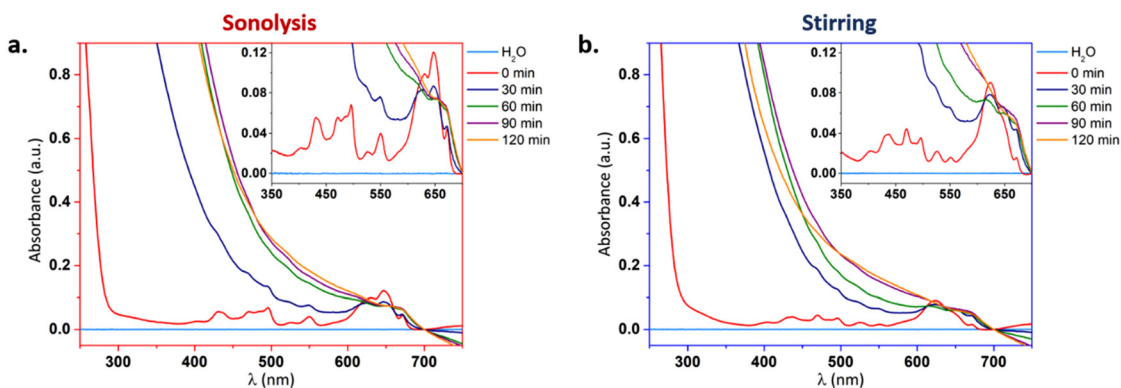 Sonolysis
Stirring
a.
0.8
0.6
0.4
0.2
0.0
Absorbance (a.u.)
300 400 500 600 700
λ (nm)
0.12
0.08
0.04
0.00
350 450 550 650
H₂O
0 min
30 min
60 min
90 min
120 min
b.
0.8
0.6
0.4
0.2
0.0
Absorbance (a.u.)
300 400 500 600 700
λ (nm)
0.12
0.08
0.04
0.00
350 450 550 650
H₂O
0 min
30 min
60 min
90 min
120 min